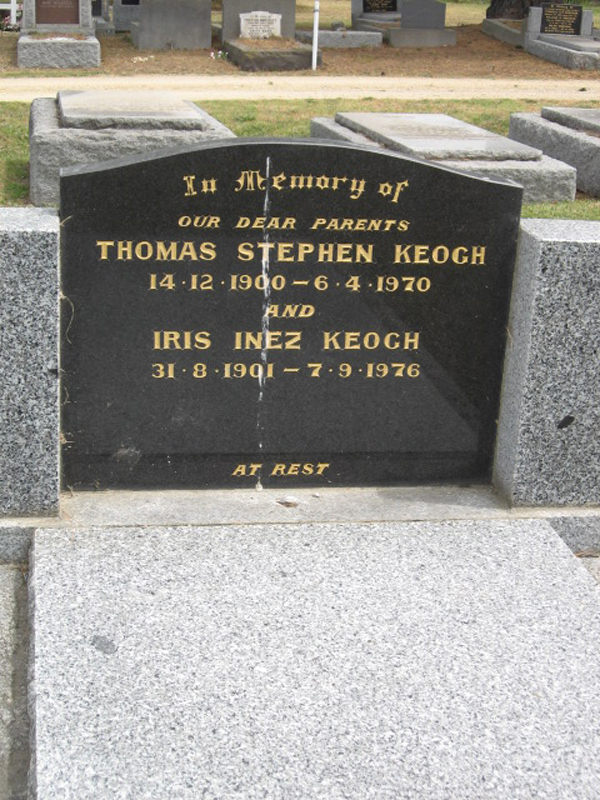 In Memory of
OUR DEAR PARENTS
THOMAS STEPHEN KEOGH
14·12·1900 – 6·4·1970
AND
IRIS INEZ KEOGH
31·8·1901 – 7·9·1976
AT REST